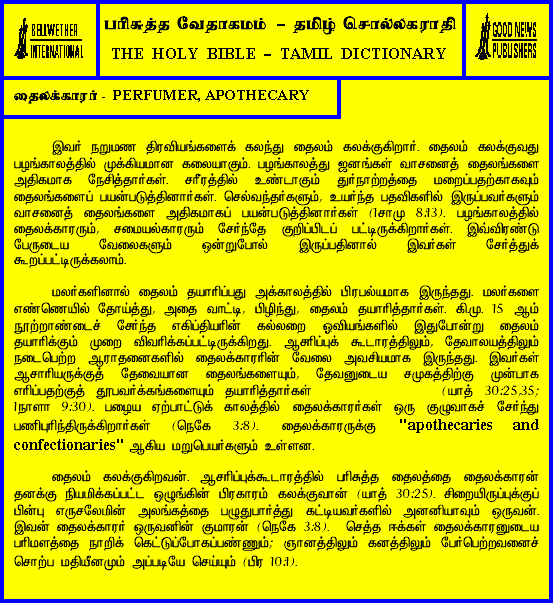 BELLWETHER
INTERNATIONAL
பரிசுத்த வேதாகமம் – தமிழ் சொல்லகராதி
THE HOLY BIBLE – TAMIL DICTIONARY
GOOD NEWS
PUBLISHERS
தைலக்காரர் - PERFUMER, APOTHECARY
இவர் நறுமண திரவியங்களைக் கலந்து தைலம் கலக்குகிறார். தைலம் கலக்குவது
பழங்காலத்தில் முக்கியமான கலையாகும். பழங்காலத்து ஜனங்கள் வாசனைத் தைலங்களை
அதிகமாக நேசித்தார்கள். சரீரத்தில் உண்டாகும் துர்நாற்றத்தை மறைப்பதற்காகவும்
தைலங்களைப் பயன்படுத்தினார்கள். செல்வந்தர்களும், உயர்ந்த பதவிகளில் இருப்பவர்களும்
வாசனைத் தைலங்களை அதிகமாகப் பயன்படுத்தினார்கள் (1சாமு 8:13). பழங்காலத்தில்
தைலக்காரரும், சமையல்காரரும் சேர்ந்தே குறிப்பிடப் பட்டிருக்கிறார்கள். இவ்விரண்டு
பேருடைய வேலைகளும் ஒன்றுபோல் இருப்பதினால் இவர்கள் சேர்த்துக்
கூறப்பட்டிருக்கலாம்.
மலர்களினால் தைலம் தயாரிப்பது அக்காலத்தில் பிரபல்யமாக இருந்தது. மலர்களை
எண்ணெயில் தோய்த்து, அதை வாட்டி, பிழிந்து, தைலம் தயாரித்தார்கள். கி.மு. 15 ஆம்
நூற்றாண்டைச் சேர்ந்த எகிப்தியரின் கல்லறை ஓவியங்களில் இதுபோன்று தைலம்
தயாரிக்கும் முறை விவரிக்கப்பட்டிருக்கிறது. ஆசரிப்புக் கூடாரத்திலும், தேவாலயத்திலும்
நடைபெற்ற ஆராதனைகளில் தைலக்காரரின் வேலை அவசியமாக இருந்தது. இவர்கள்
ஆசாரியருக்குத் தேவையான தைலங்களையும், தேவனுடைய சமுகத்திற்கு முன்பாக
எரிப்பதற்குத் தூபவர்க்கங்களையும் தயாரித்தார்கள் (யாத் 30:25,35;
1நாளா 9:30). பழைய ஏற்பாட்டுக் காலத்தில் தைலக்காரர்கள் ஒரு குழுவாகச் சேர்ந்து
பணிபுரிந்திருக்கிறார்கள் (நெகே 3:8). தைலக்காரருக்கு "apothecaries and
confectionaries" ஆகிய மறுபெயர்களும் உள்ளன.
தைலம் கலக்குகிறவன். ஆசரிப்புக்கூடாரத்தில் பரிசுத்த தைலத்தை தைலக்காரன்
தனக்கு நியமிக்கப்பட்ட ஒழுங்கின் பிரகாரம் கலக்குவான் (யாத் 30:25). சிறையிருப்புக்குப்
பின்பு எருசலேமின் அலங்கத்தை பழுதுபார்த்து கட்டியவர்களில் அனனியாவும் ஒருவன்.
இவன் தைலக்காரர் ஒருவனின் குமாரன் (நெகே 3:8). செத்த ஈக்கள் தைலக்காரனுடைய
பரிமளத்தை நாறிக் கெட்டுப்போகப்பண்ணும்; ஞானத்திலும் கனத்திலும் பேர்பெற்றவனைச்
சொற்ப மதியீனமும் அப்படியே செய்யும் (பிர 10:1).